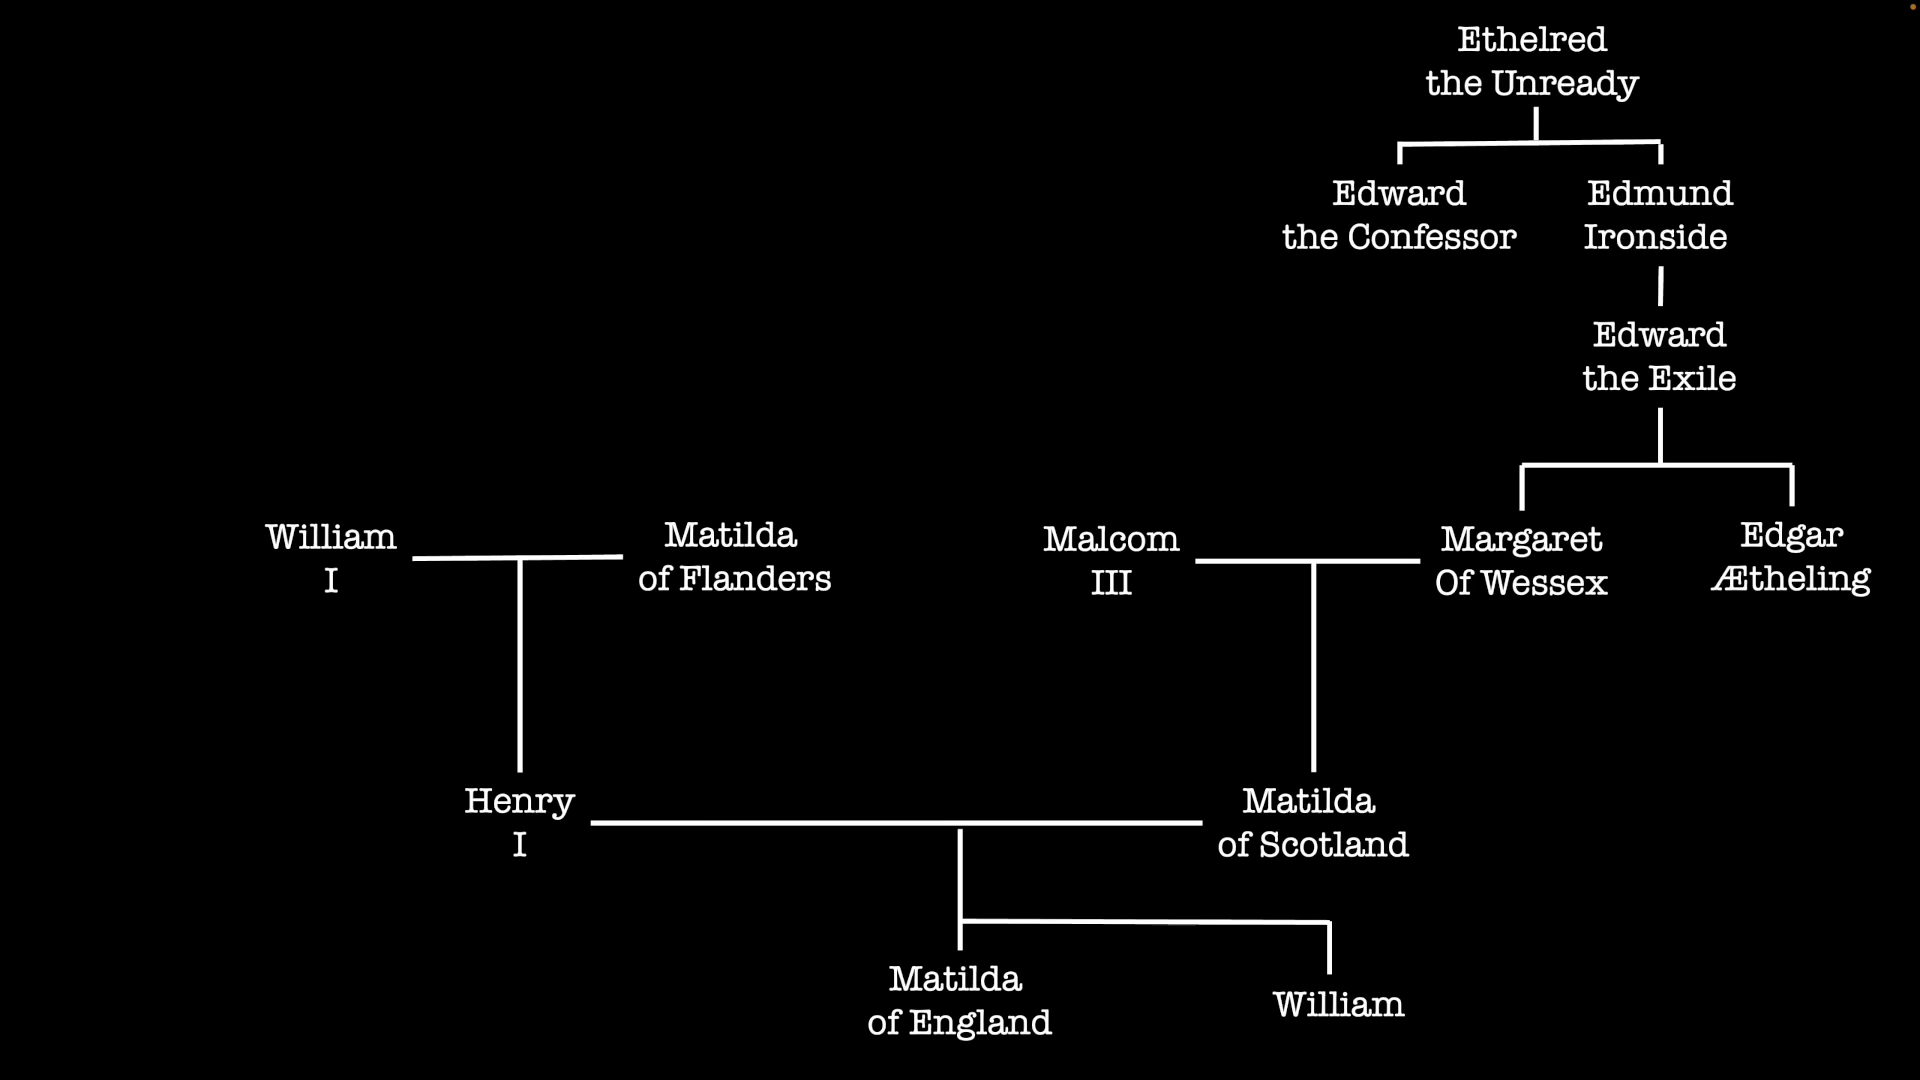 Ethelred
the Unready
Edward
the Confessor
Edmund
Ironside
Edward
the Exile
William
I
Matilda
of Flanders
Malcom
III
Margaret
Of Wessex
Edgar
Ætheling
Henry
I
Matilda
of Scotland
Matilda
of England
William